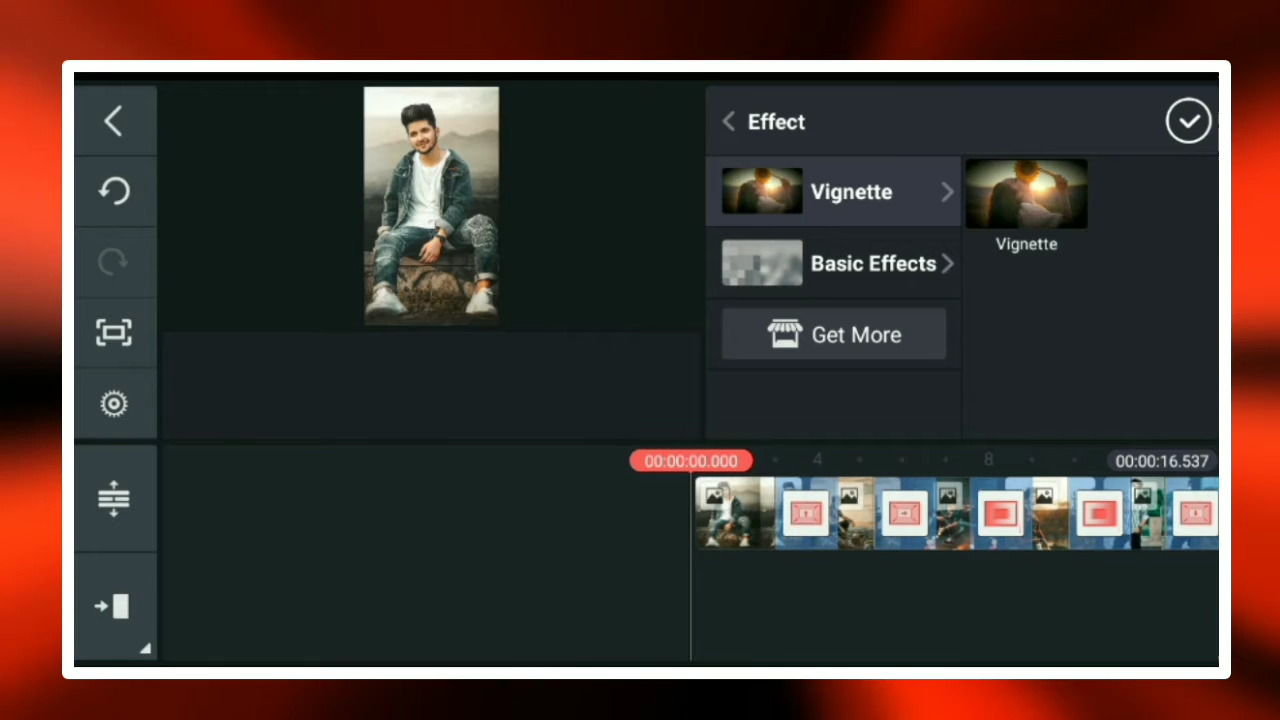 Effect
Vignette
Vignette
Basic Effects
Get More
00:00:00.000
4
8
00:00:16.537